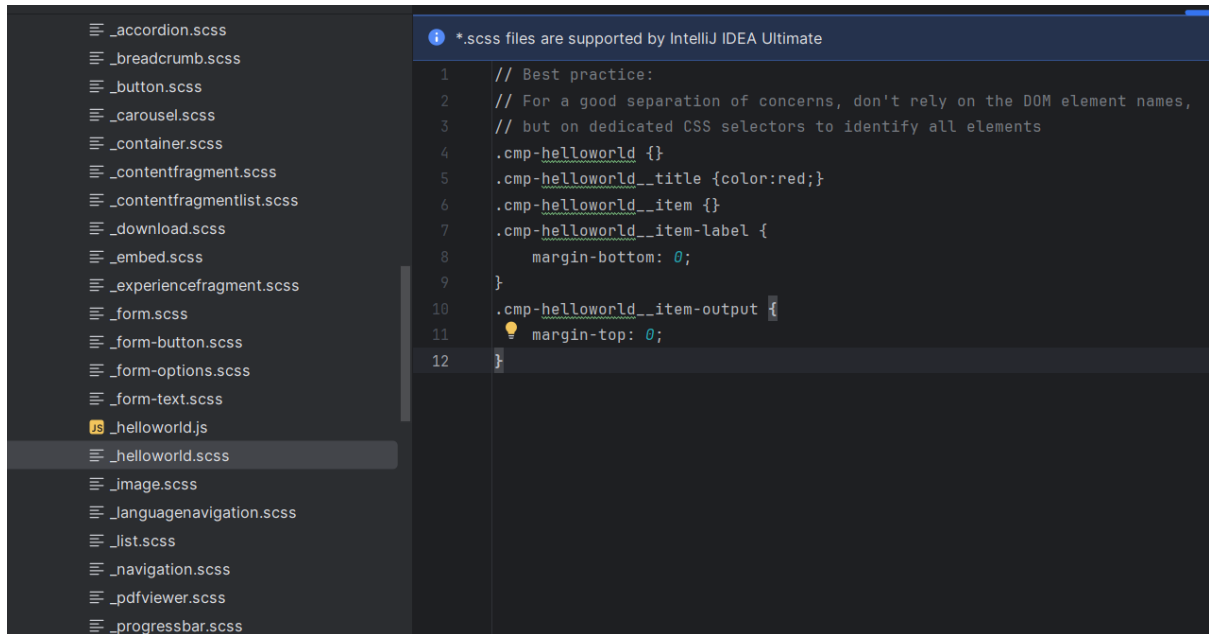 _accordion.scss
_breadcrumb.scss
_button.scss
_carousel.scss
_container.scss
_contentfragment.scss
_contentfragmentlist.scss
_download.scss
_embed.scss
_experiencefragment.scss
_form.scss
_form-button.scss
_form-options.scss
_form-text.scss
JS _helloworld.js
_helloworld.scss
_image.scss
_languagenavigation.scss
_list.scss
_navigation.scss
_pdfviewer.scss
_progressbar.scss
*.scss files are supported by IntelliJ IDEA Ultimate
1 // Best practice:
2 // For a good separation of concerns, don't rely on the DOM element names,
3 // but on dedicated CSS selectors to identify all elements
4 .cmp-helloworld {}
5 .cmp-helloworld__title {color:red;}
6 .cmp-helloworld__item {}
7 .cmp-helloworld__item-label {
8 margin-bottom: 0;
9 }
10 .cmp-helloworld__item-output {
11 margin-top: 0;
12 }